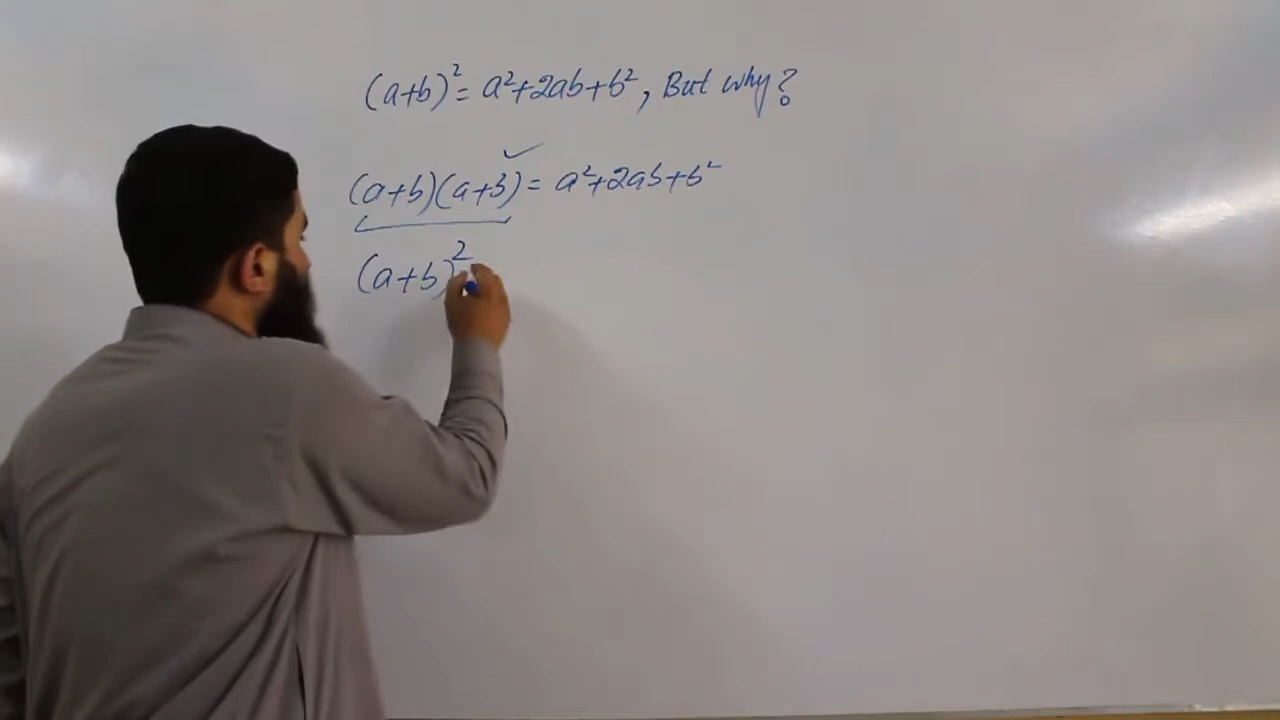 (a+b)² = a²+2ab+b², But why?
(a+b)(a+b) = a²+2ab+b²
(a+b)²